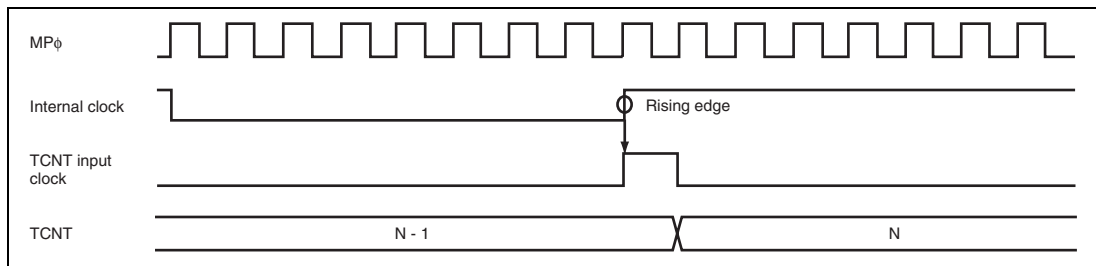 MPφ
Internal clock
Rising edge
TCNT input
clock
TCNT
N - 1
N